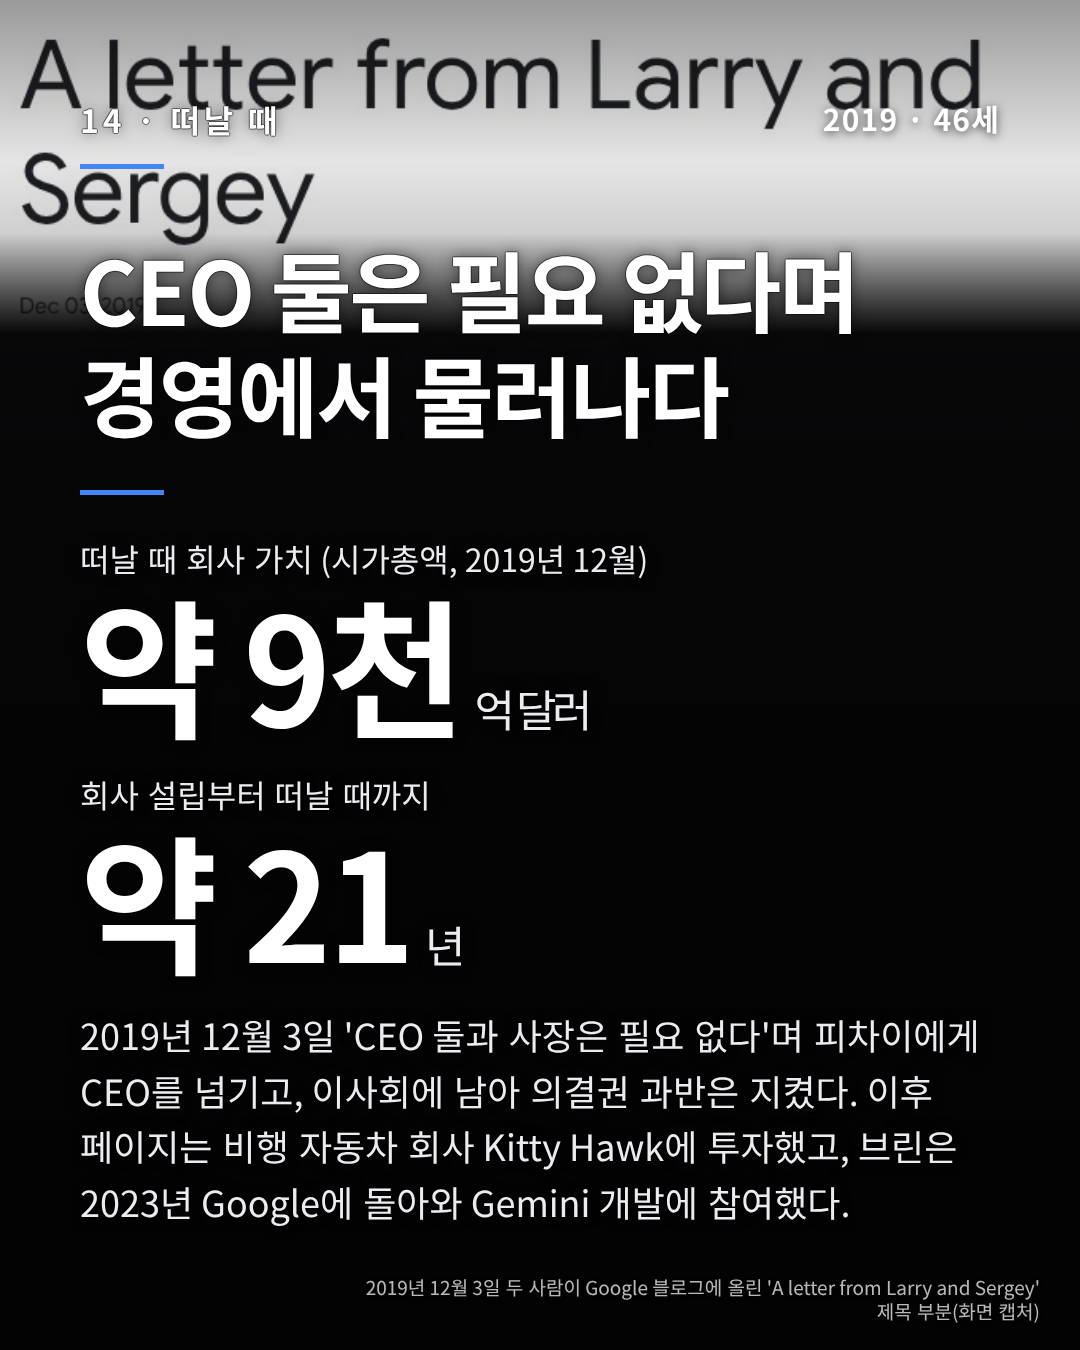 A letter from Larry and
14 · 떠날 때
2019 · 46세
Sergey
Dec 03, 2019
CEO 둘은 필요 없다며
경영에서 물러나다
떠날 때 회사 가치 (시가총액, 2019년 12월)
약 9천 억달러
회사 설립부터 떠날 때까지
약 21 년
2019년 12월 3일 'CEO 둘과 사장은 필요 없다'며 피차이에게
CEO를 넘기고, 이사회에 남아 의결권 과반은 지켰다. 이후
페이지는 비행 자동차 회사 Kitty Hawk에 투자했고, 브린은
2023년 Google에 돌아와 Gemini 개발에 참여했다.
2019년 12월 3일 두 사람이 Google 블로그에 올린 'A letter from Larry and Sergey'
제목 부분(화면 캡처)